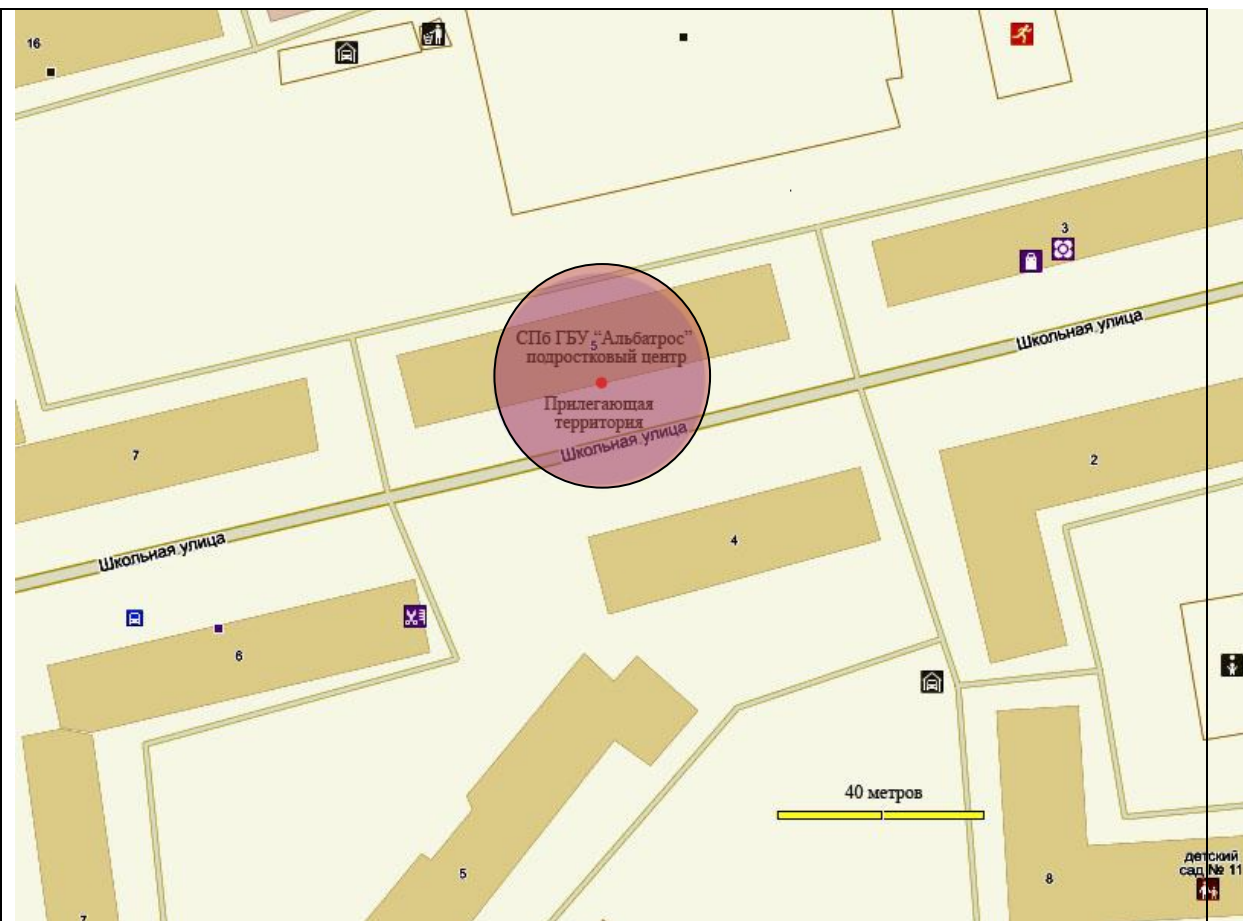 16
3
Школьная улица
СПб ГБУ "Альбатрос"
5
подростковый центр
Прилегающая
территория
Школьная улица
7
2
4
Школьная улица
6
40 метров
5
8
детский
сад № 11
7